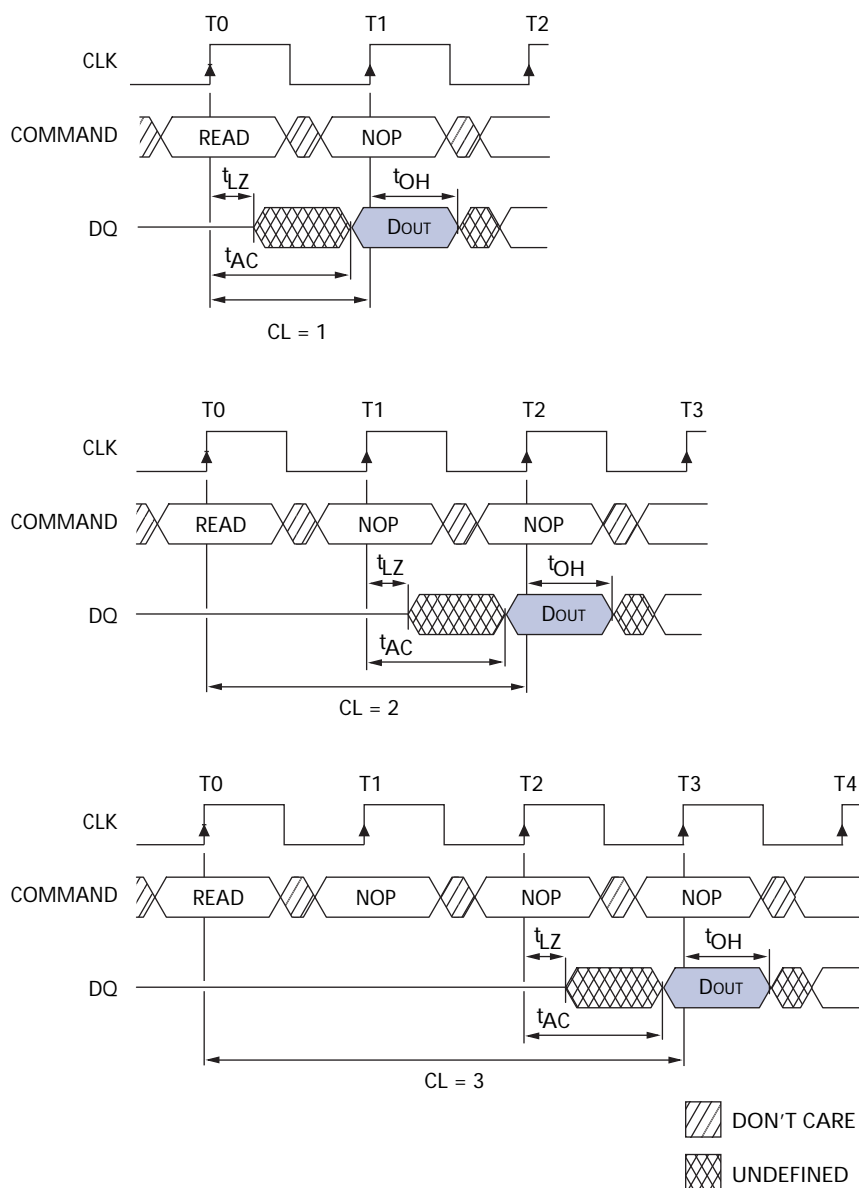 T0 T1 T2
CLK
COMMAND READ NOP
tLZ tOH
DQ DOUT
tAC
CL = 1
T0 T1 T2 T3
CLK
COMMAND READ NOP NOP
tLZ tOH
DQ DOUT
tAC
CL = 2
T0 T1 T2 T3 T4
CLK
COMMAND READ NOP NOP NOP
tLZ tOH
DQ DOUT
tAC
CL = 3
DON'T CARE
UNDEFINED